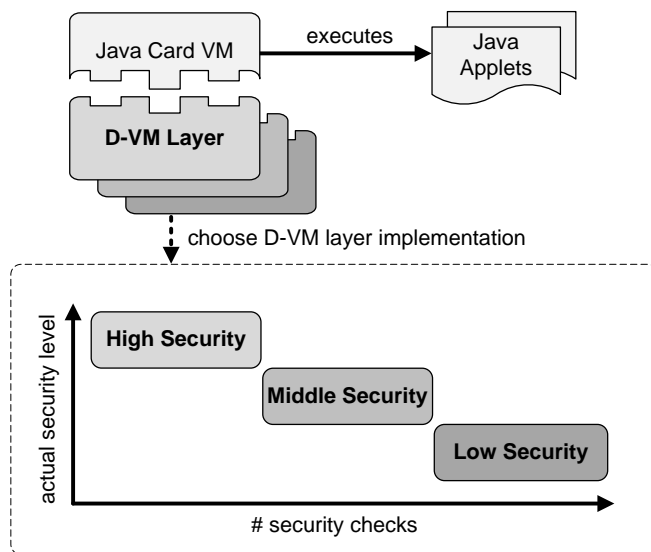 Java Card VM
executes
Java
Applets
D-VM Layer
choose D-VM layer implementation
actual security level
High Security
Middle Security
Low Security
# security checks